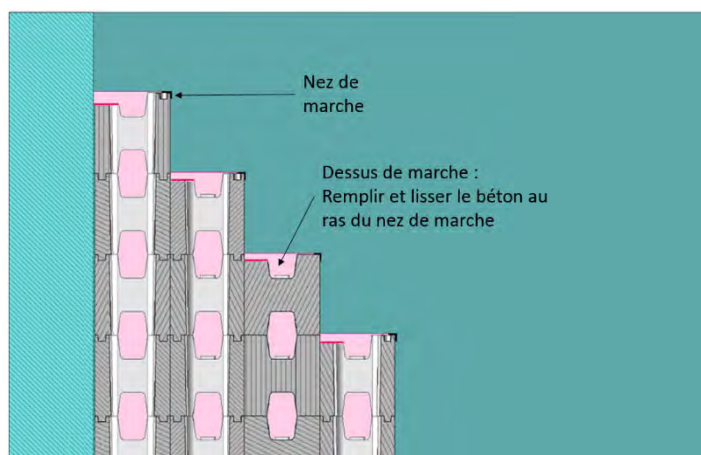 Nez de
marche
Dessus de marche :
Remplir et lisser le béton au
ras du nez de marche